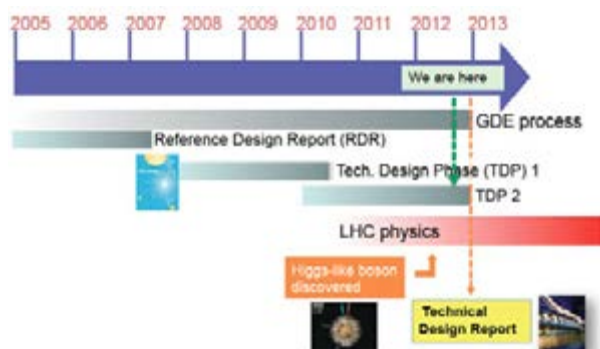 2005 2006 2007 2008 2009 2010 2011 2012 2013
We are here
GDE process
Reference Design Report (RDR)
Tech. Design Phase (TDP) 1
TDP 2
LHC physics
Higgs-like boson
discovered
Technical
Design Report